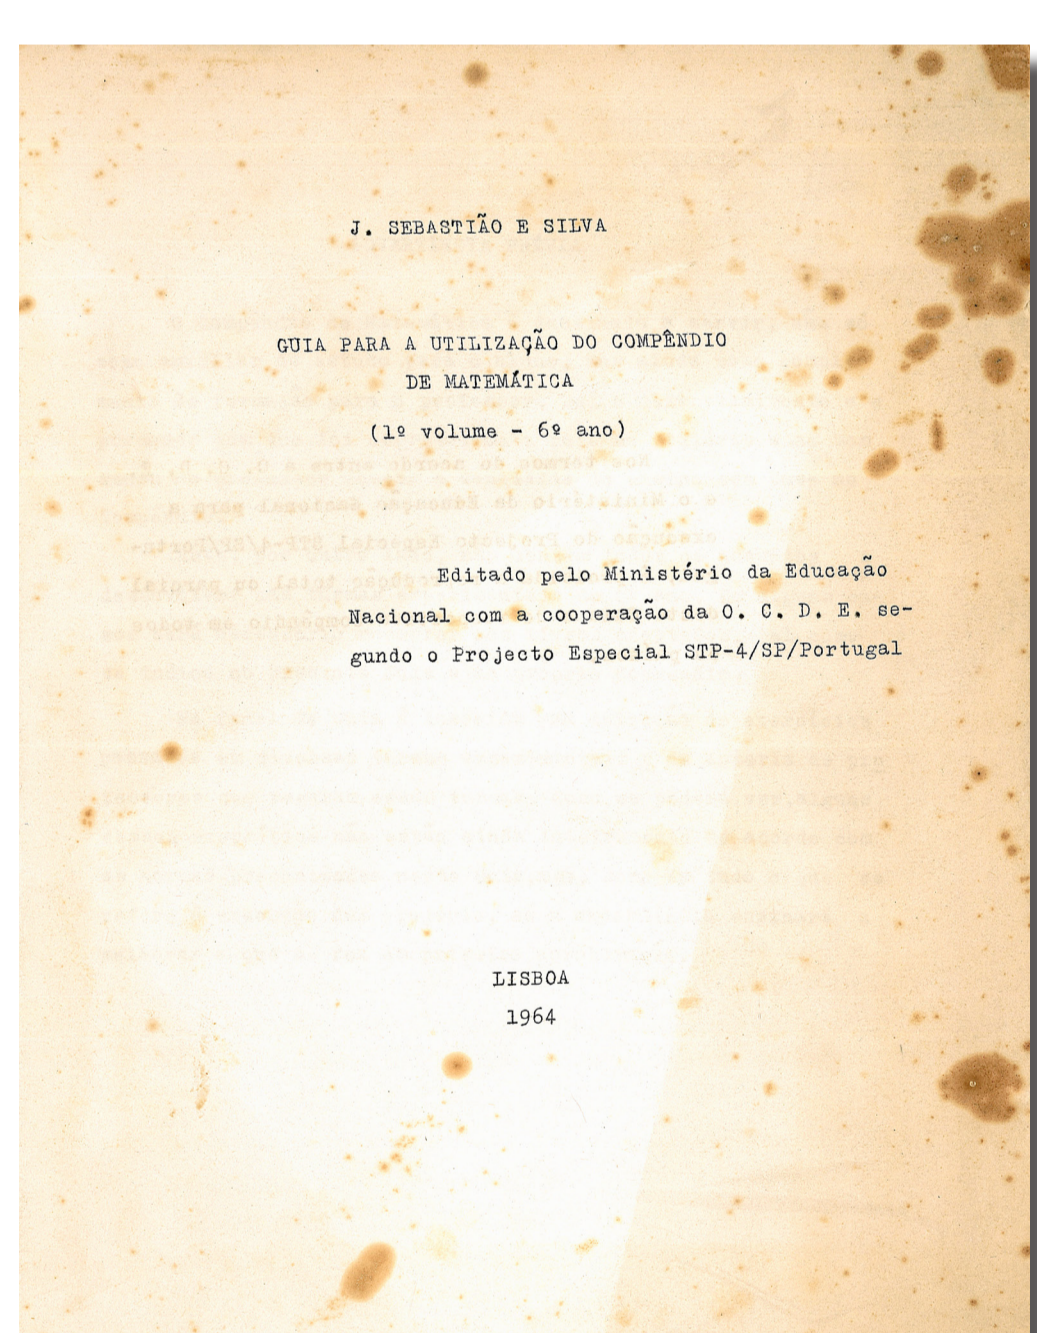 J. SEBASTIÃO E SILVA
GUIA PARA A UTILIZAÇÃO DO COMPÊNDIO
DE MATEMÁTICA
(1º volume - 6º ano)
Editado pelo Ministério da Educação
Nacional com a cooperação da O. C. D. E. se-
gundo o Projecto Especial STP-4/SP/Portugal
LISBOA
1964